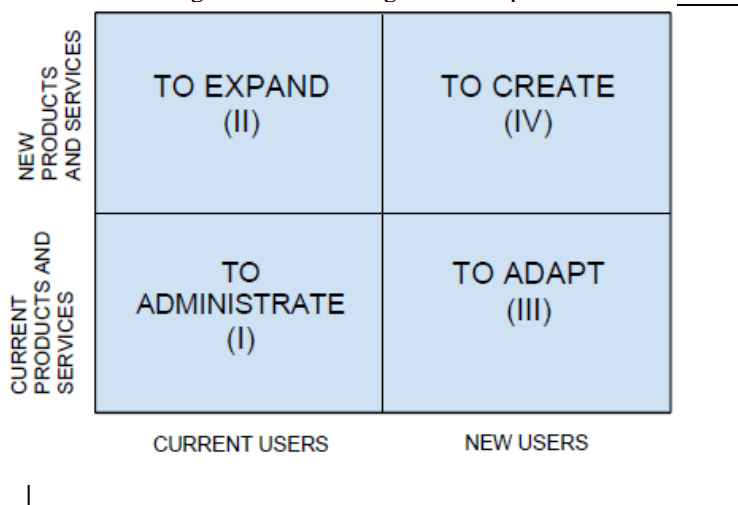 NEW
PRODUCTS
AND SERVICES
TO EXPAND
(II)
TO CREATE
(IV)
CURRENT
PRODUCTS AND
SERVICES
TO
ADMINISTRATE
(I)
TO ADAPT
(III)
CURRENT USERS
NEW USERS